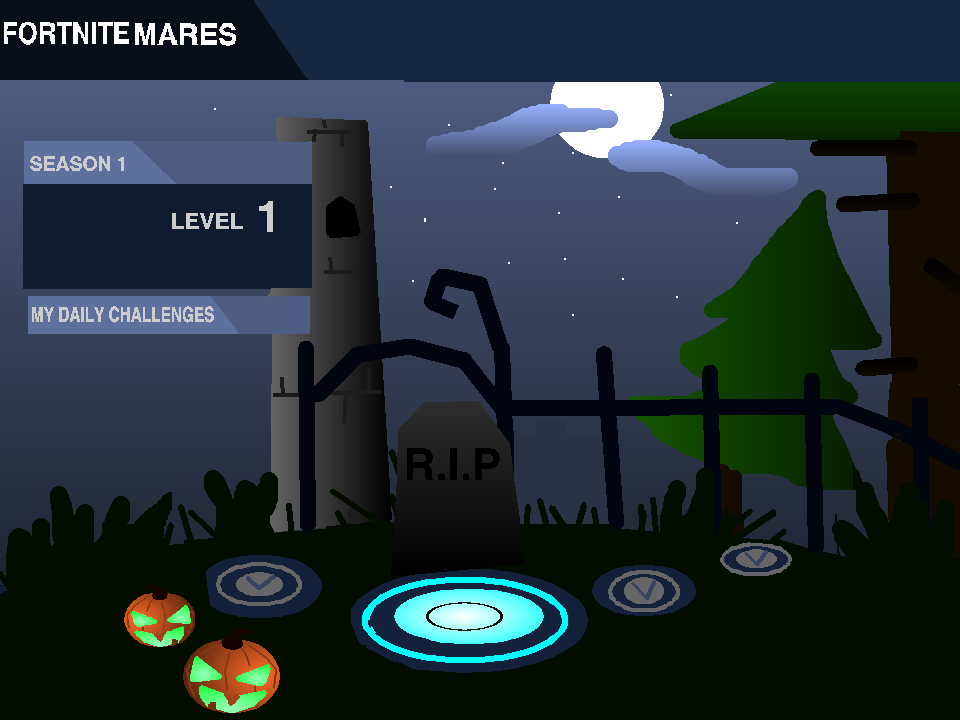 FORTNITE MARES
SEASON 1
LEVEL 1
MY DAILY CHALLENGES
R.I.P